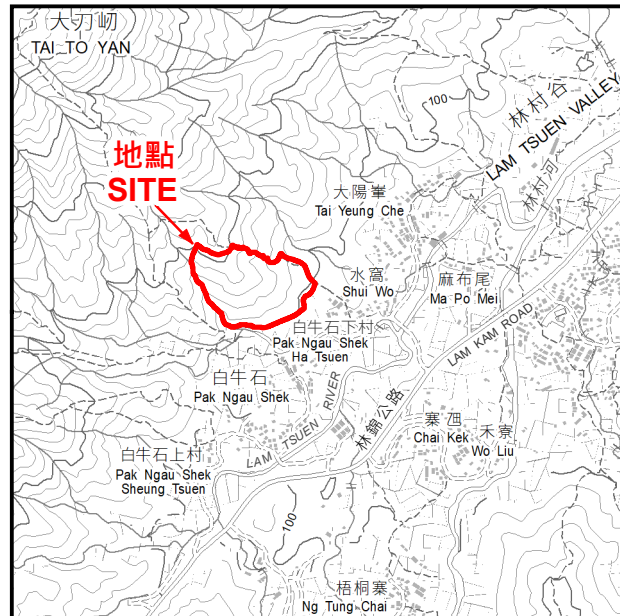 大刀屻
TAI TO YAN
100
林村谷
LAM TSUEN VALLEY
地點
SITE
林村河
大陽輋
Tai Yeung Che
水窩
Shui Wo
麻布尾
Ma Po Mei
白牛石下村
Pak Ngau Shek
Ha Tsuen
LAM KAM ROAD
白牛石
Pak Ngau Shek
LAM TSUEN RIVER
林錦公路
寨乪
Chai Kek
禾寮
Wo Liu
白牛石上村
Pak Ngau Shek
Sheung Tsuen
100
梧桐寨
Ng Tung Chai